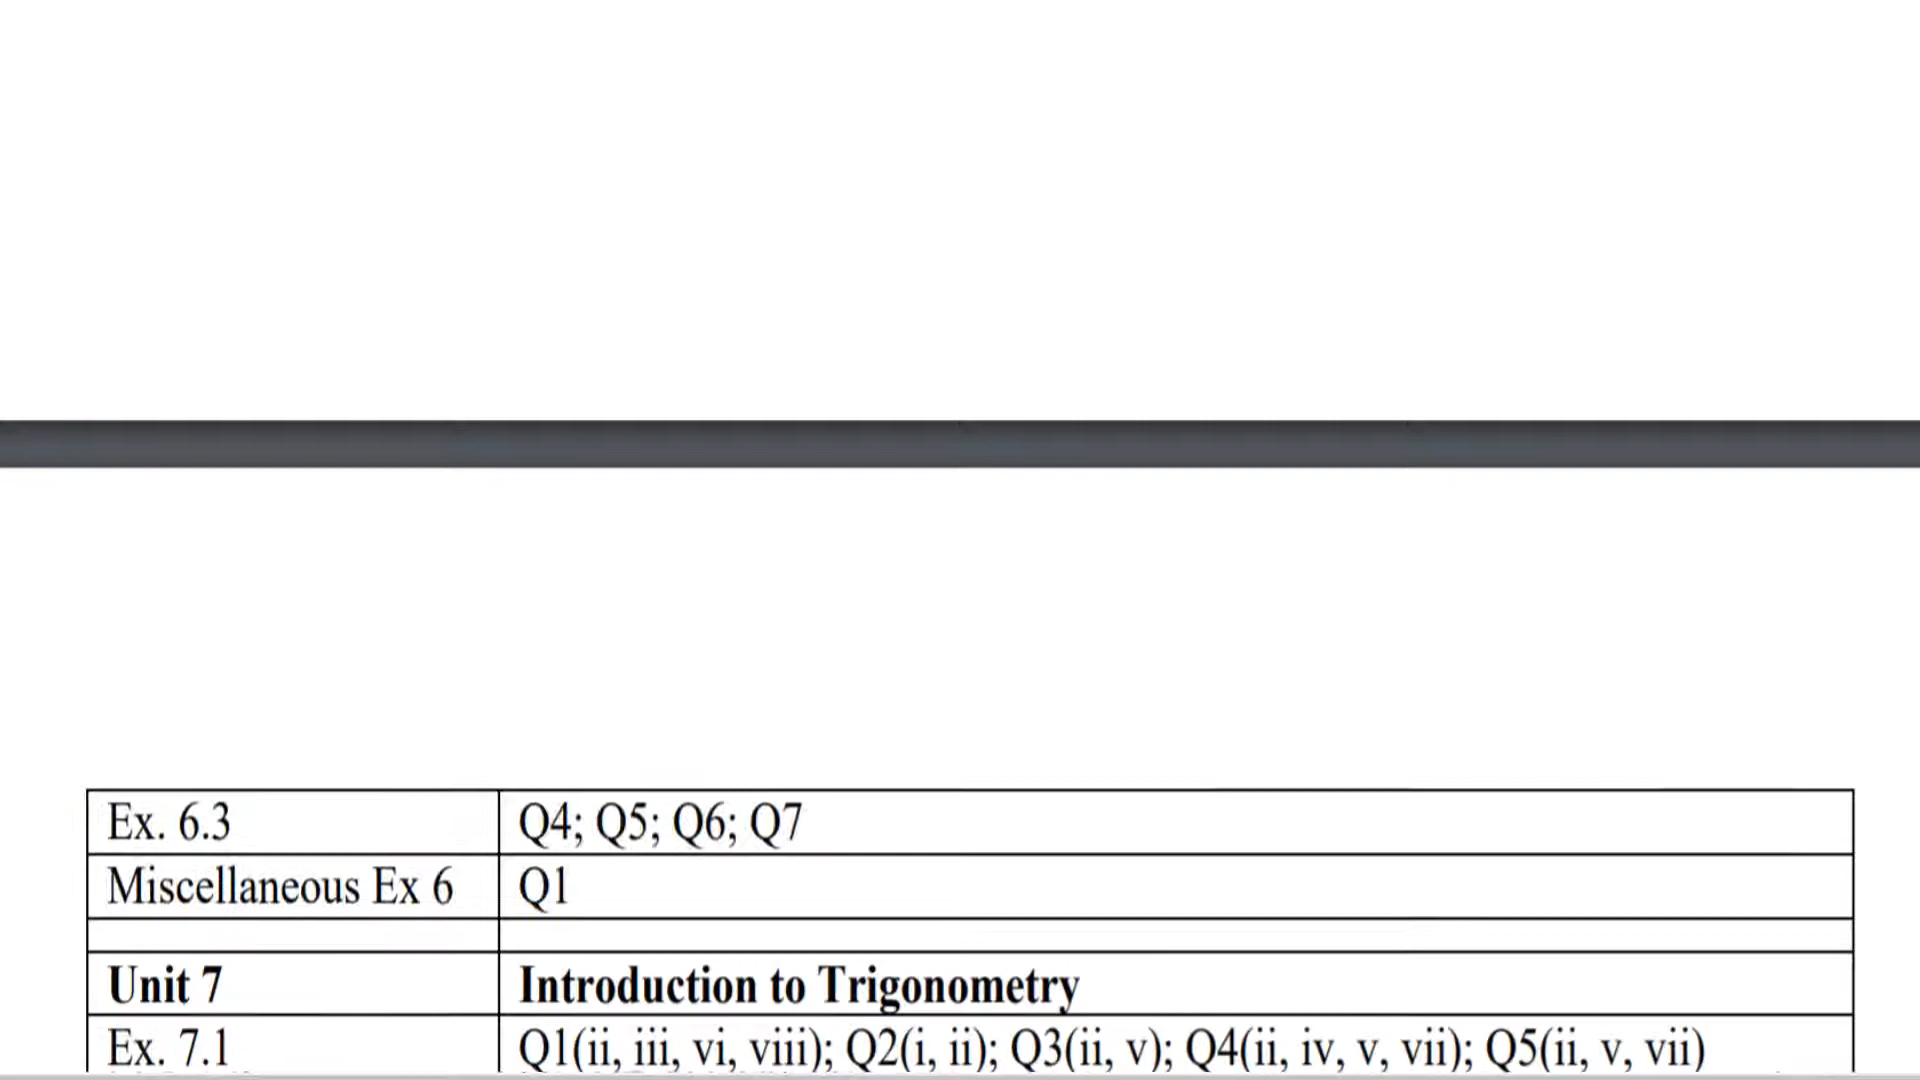 Ex. 6.3 Q4; Q5; Q6; Q7
Miscellaneous Ex 6 Q1
Unit 7 Introduction to Trigonometry
Ex. 7.1 Q1(ii, iii, vi, viii); Q2(i, ii); Q3(ii, v); Q4(ii, iv, v, vii); Q5(ii, v, vii)